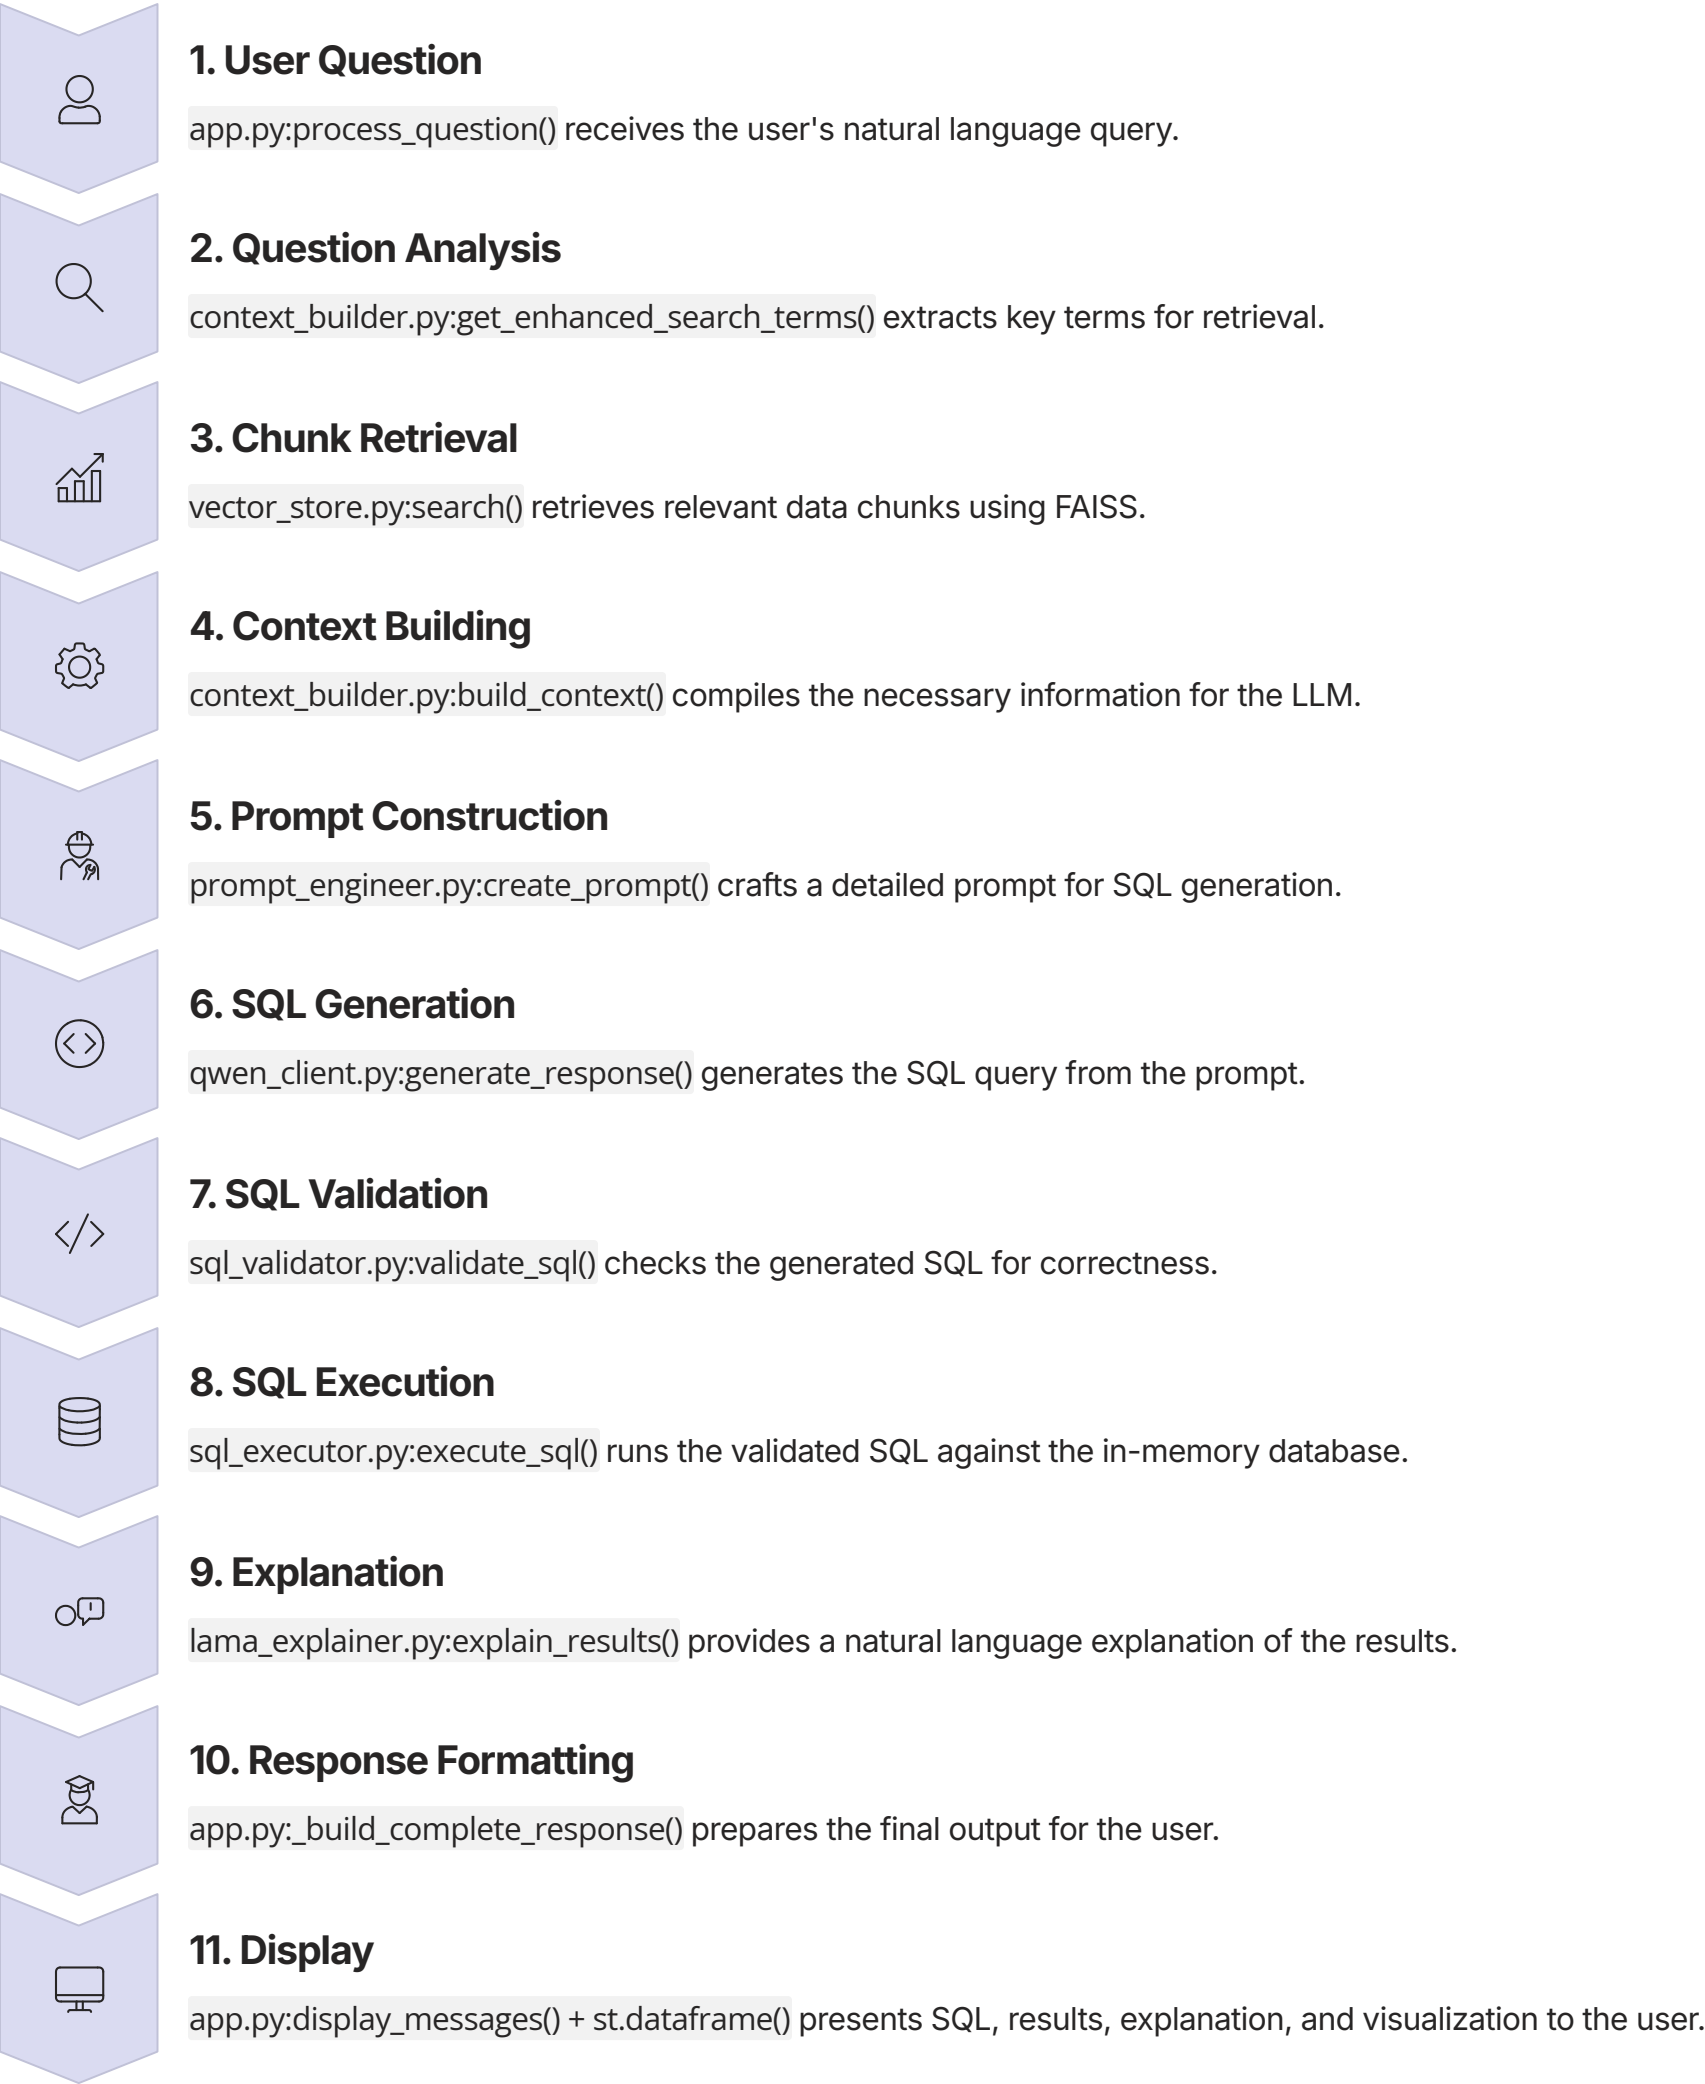 1. User Question
app.py:process_question() receives the user's natural language query.
2. Question Analysis
context_builder.py:get_enhanced_search_terms() extracts key terms for retrieval.
3. Chunk Retrieval
vector_store.py:search() retrieves relevant data chunks using FAISS.
4. Context Building
context_builder.py:build_context() compiles the necessary information for the LLM.
5. Prompt Construction
prompt_engineer.py:create_prompt() crafts a detailed prompt for SQL generation.
6. SQL Generation
qwen_client.py:generate_response() generates the SQL query from the prompt.
7. SQL Validation
sql_validator.py:validate_sql() checks the generated SQL for correctness.
8. SQL Execution
sql_executor.py:execute_sql() runs the validated SQL against the in-memory database.
9. Explanation
lama_explainer.py:explain_results() provides a natural language explanation of the results.
10. Response Formatting
app.py:_build_complete_response() prepares the final output for the user.
11. Display
app.py:display_messages() + st.dataframe() presents SQL, results, explanation, and visualization to the user.